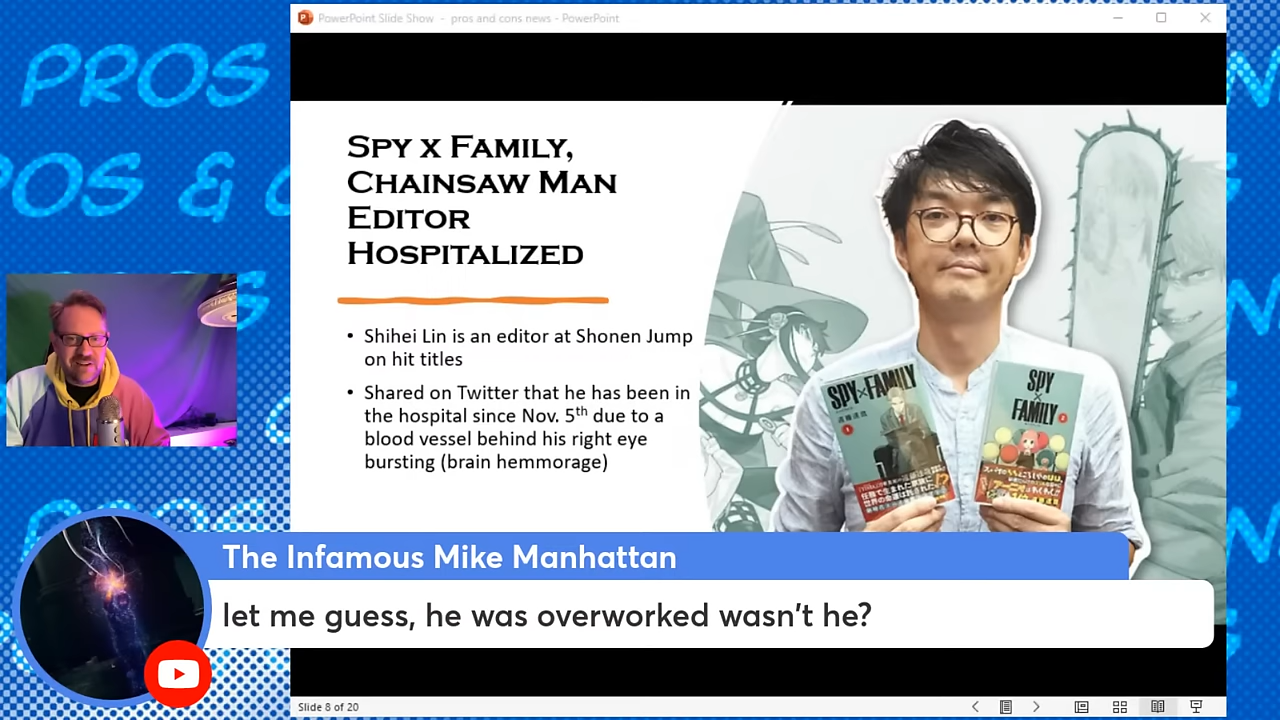 PowerPoint Slide Show - pros and cons news - PowerPoint
PROS
POS &
SPY X FAMILY,
CHAINSAW MAN
EDITOR
HOSPITALIZED
• Shihei Lin is an editor at Shonen Jump
on hit titles
• Shared on Twitter that he has been in
the hospital since Nov. 5th due to a
blood vessel behind his right eye
bursting (brain hemmorage)
SPY×FAMILY
1
SPY
×
FAMILY
2
The Infamous Mike Manhattan
let me guess, he was overworked wasn't he?
Slide 8 of 20